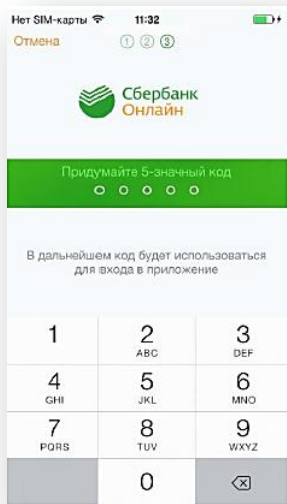 Нет SIM-карты 11:32
Отмена 1 2 3
Сбербанк
Онлайн
Придумайте 5-значный код
В дальнейшем код будет использоваться
для входа в приложение
1 2 3
ABC DEF
4 5 6
GHI JKL MNO
7 8 9
PQRS TUV WXYZ
0